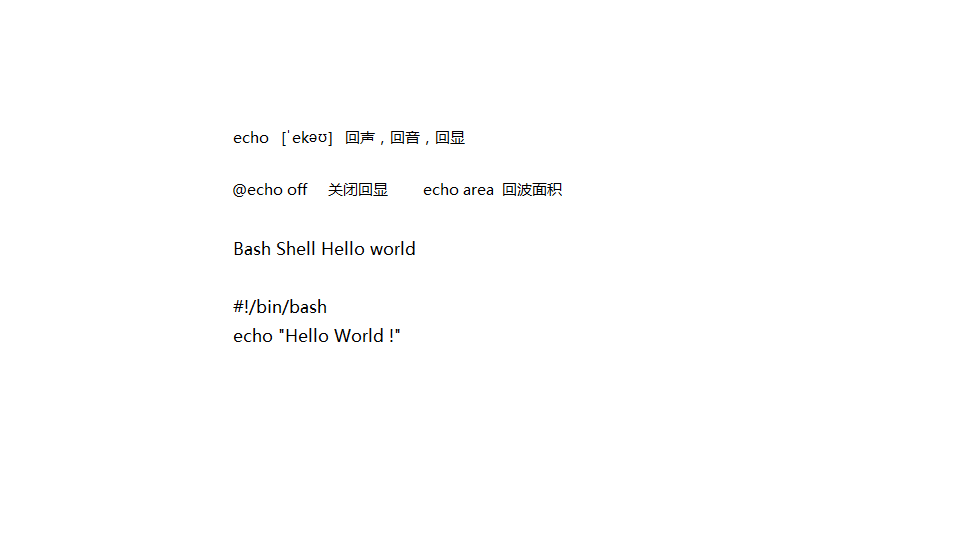 echo [ˈekəʊ] 回声，回音，回显
@echo off 关闭回显 echo area 回波面积
Bash Shell Hello world
#!/bin/bash
echo "Hello World !"